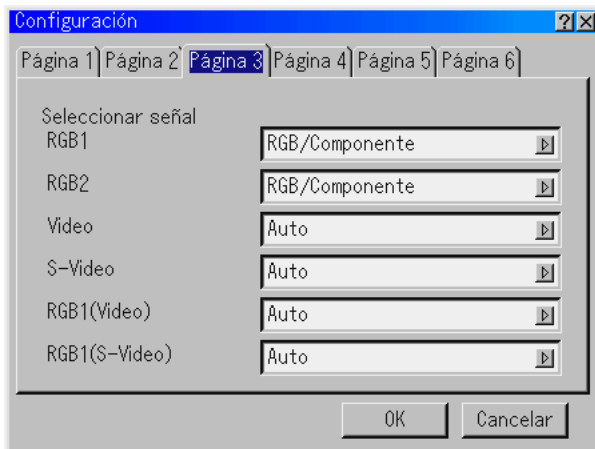 Configuración
Página 1 Página 2 Página 3 Página 4 Página 5 Página 6
Seleccionar señal
RGB1 RGB/Componente
RGB2 RGB/Componente
Video Auto
S-Video Auto
RGB1(Video) Auto
RGB1(S-Video) Auto
OK Cancelar